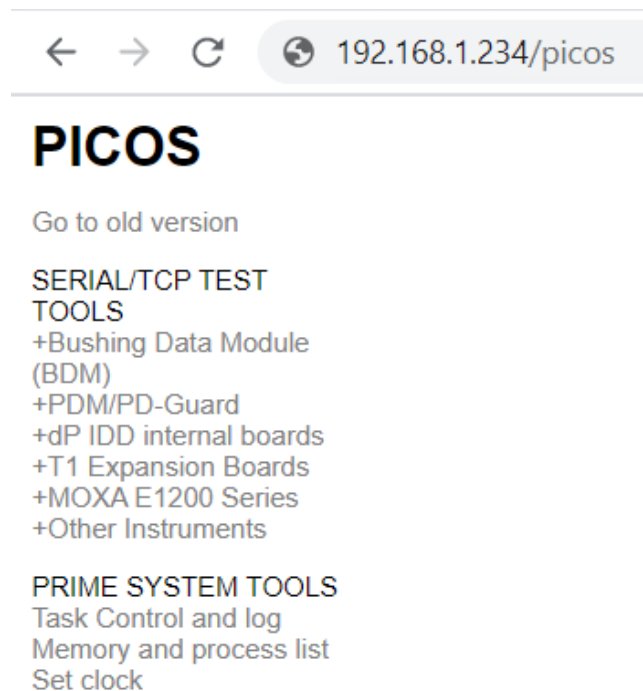 192.168.1.234/picos
PICOS
Go to old version
SERIAL/TCP TEST
TOOLS
+Bushing Data Module
(BDM)
+PDM/PD-Guard
+dP IDD internal boards
+T1 Expansion Boards
+MOXA E1200 Series
+Other Instruments
PRIME SYSTEM TOOLS
Task Control and log
Memory and process list
Set clock